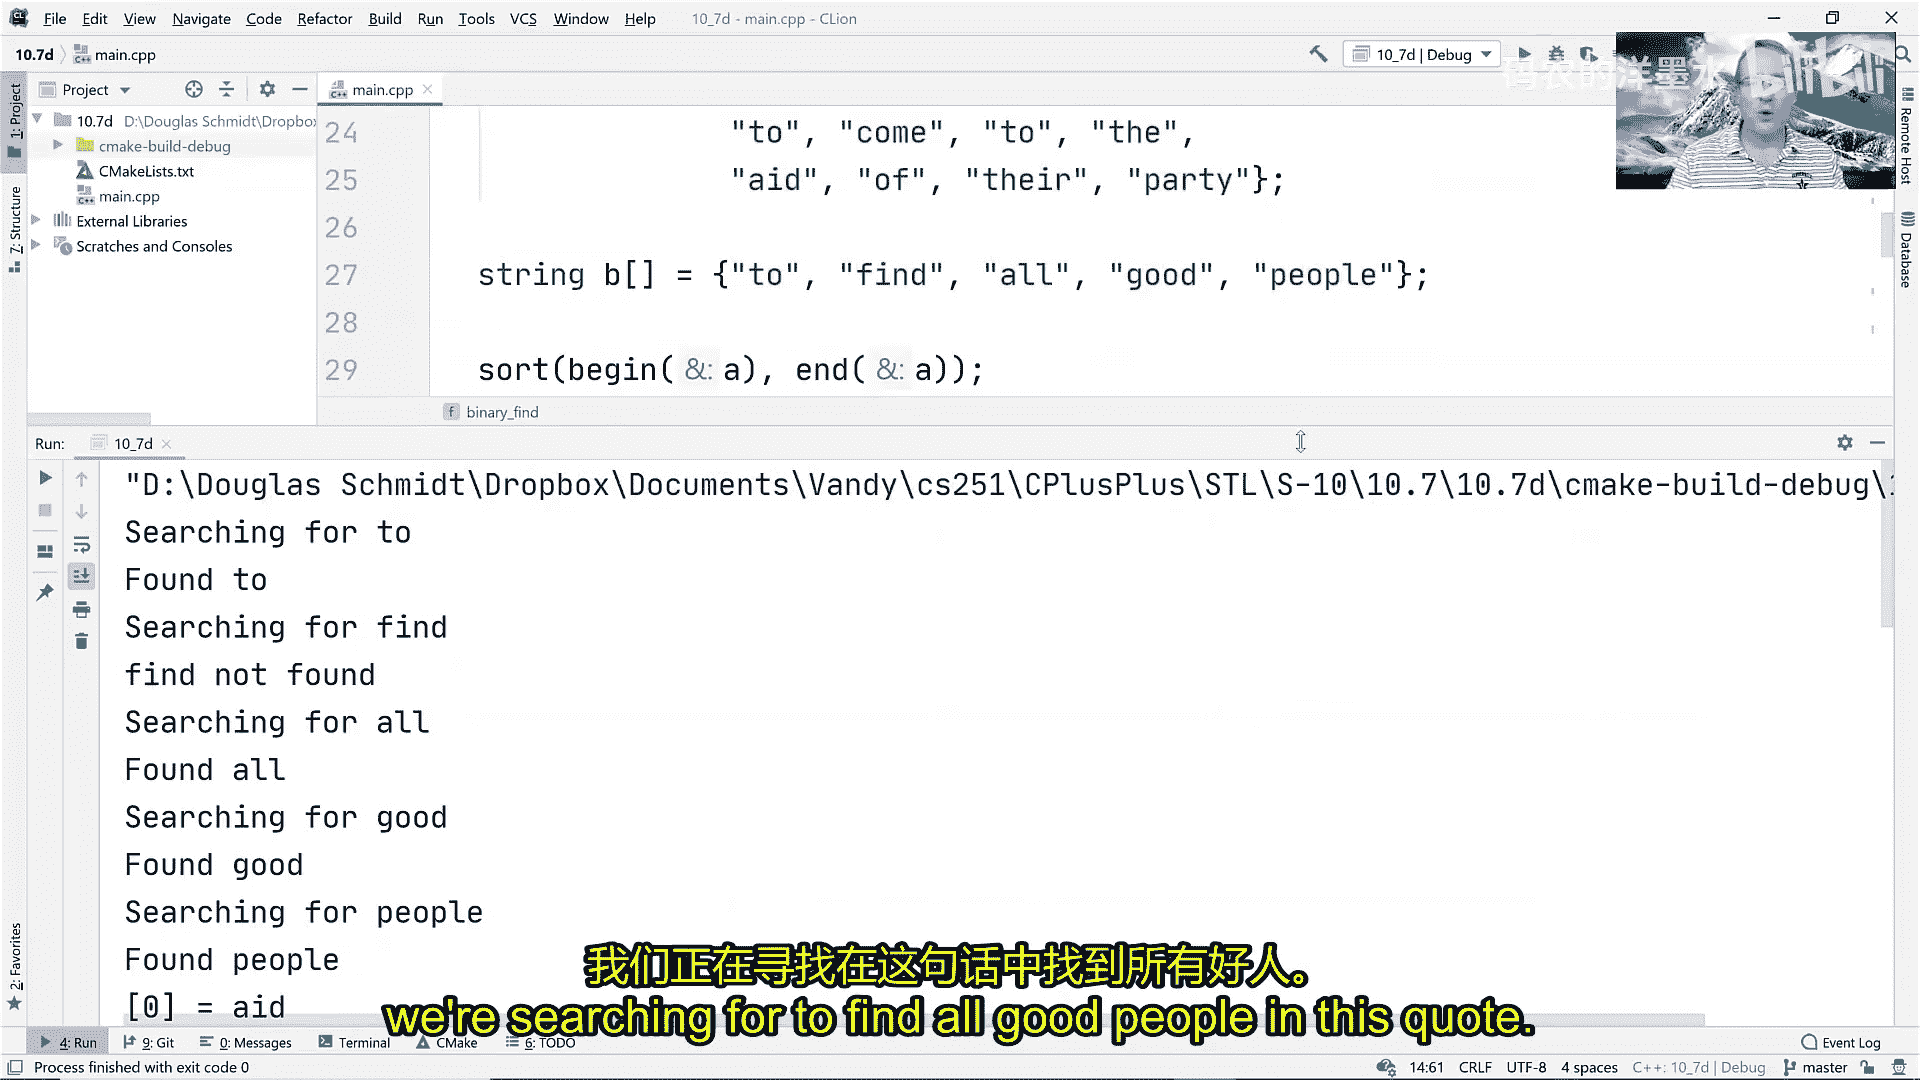 File Edit View Navigate Code Refactor Build Run Tools VCS Window Help 10_7d - main.cpp - CLion
10.7d main.cpp 10_7d | Debug
码农的洋墨水 bilibili
1: Project
Project main.cpp
10.7d D:\Douglas Schmidt\Dropbox
cmake-build-debug
CMakeLists.txt
main.cpp
External Libraries
Scratches and Consoles
7: Structure
Remote Host
Database
24 "to", "come", "to", "the",
25 "aid", "of", "their", "party"};
26
27 string b[] = {"to", "find", "all", "good", "people"};
28
29 sort(begin( &: a), end( &: a));
f binary_find
Run: 10_7d
"D:\Douglas Schmidt\Dropbox\Documents\Vandy\cs251\CPlusPlus\STL\S-10\10.7\10.7d\cmake-build-debug\
Searching for to
Found to
Searching for find
find not found
Searching for all
Found all
Searching for good
Found good
Searching for people
Found people
[0] = aid
2: Favorites
我们正在寻找在这句话中找到所有好人。
we're searching for to find all good people in this quote.
4: Run 9: Git 0: Messages Terminal CMake 6: TODO Event Log
Process finished with exit code 0 14:61 CRLF UTF-8 4 spaces C++: 10_7d | Debug master